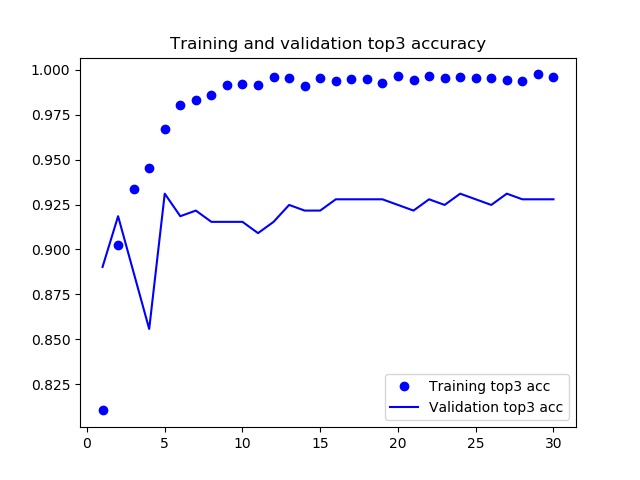 Training and validation top3 accuracy
1.000
0.975
0.950
0.925
0.900
0.875
0.850
0.825
Training top3 acc
Validation top3 acc
0 5 10 15 20 25 30